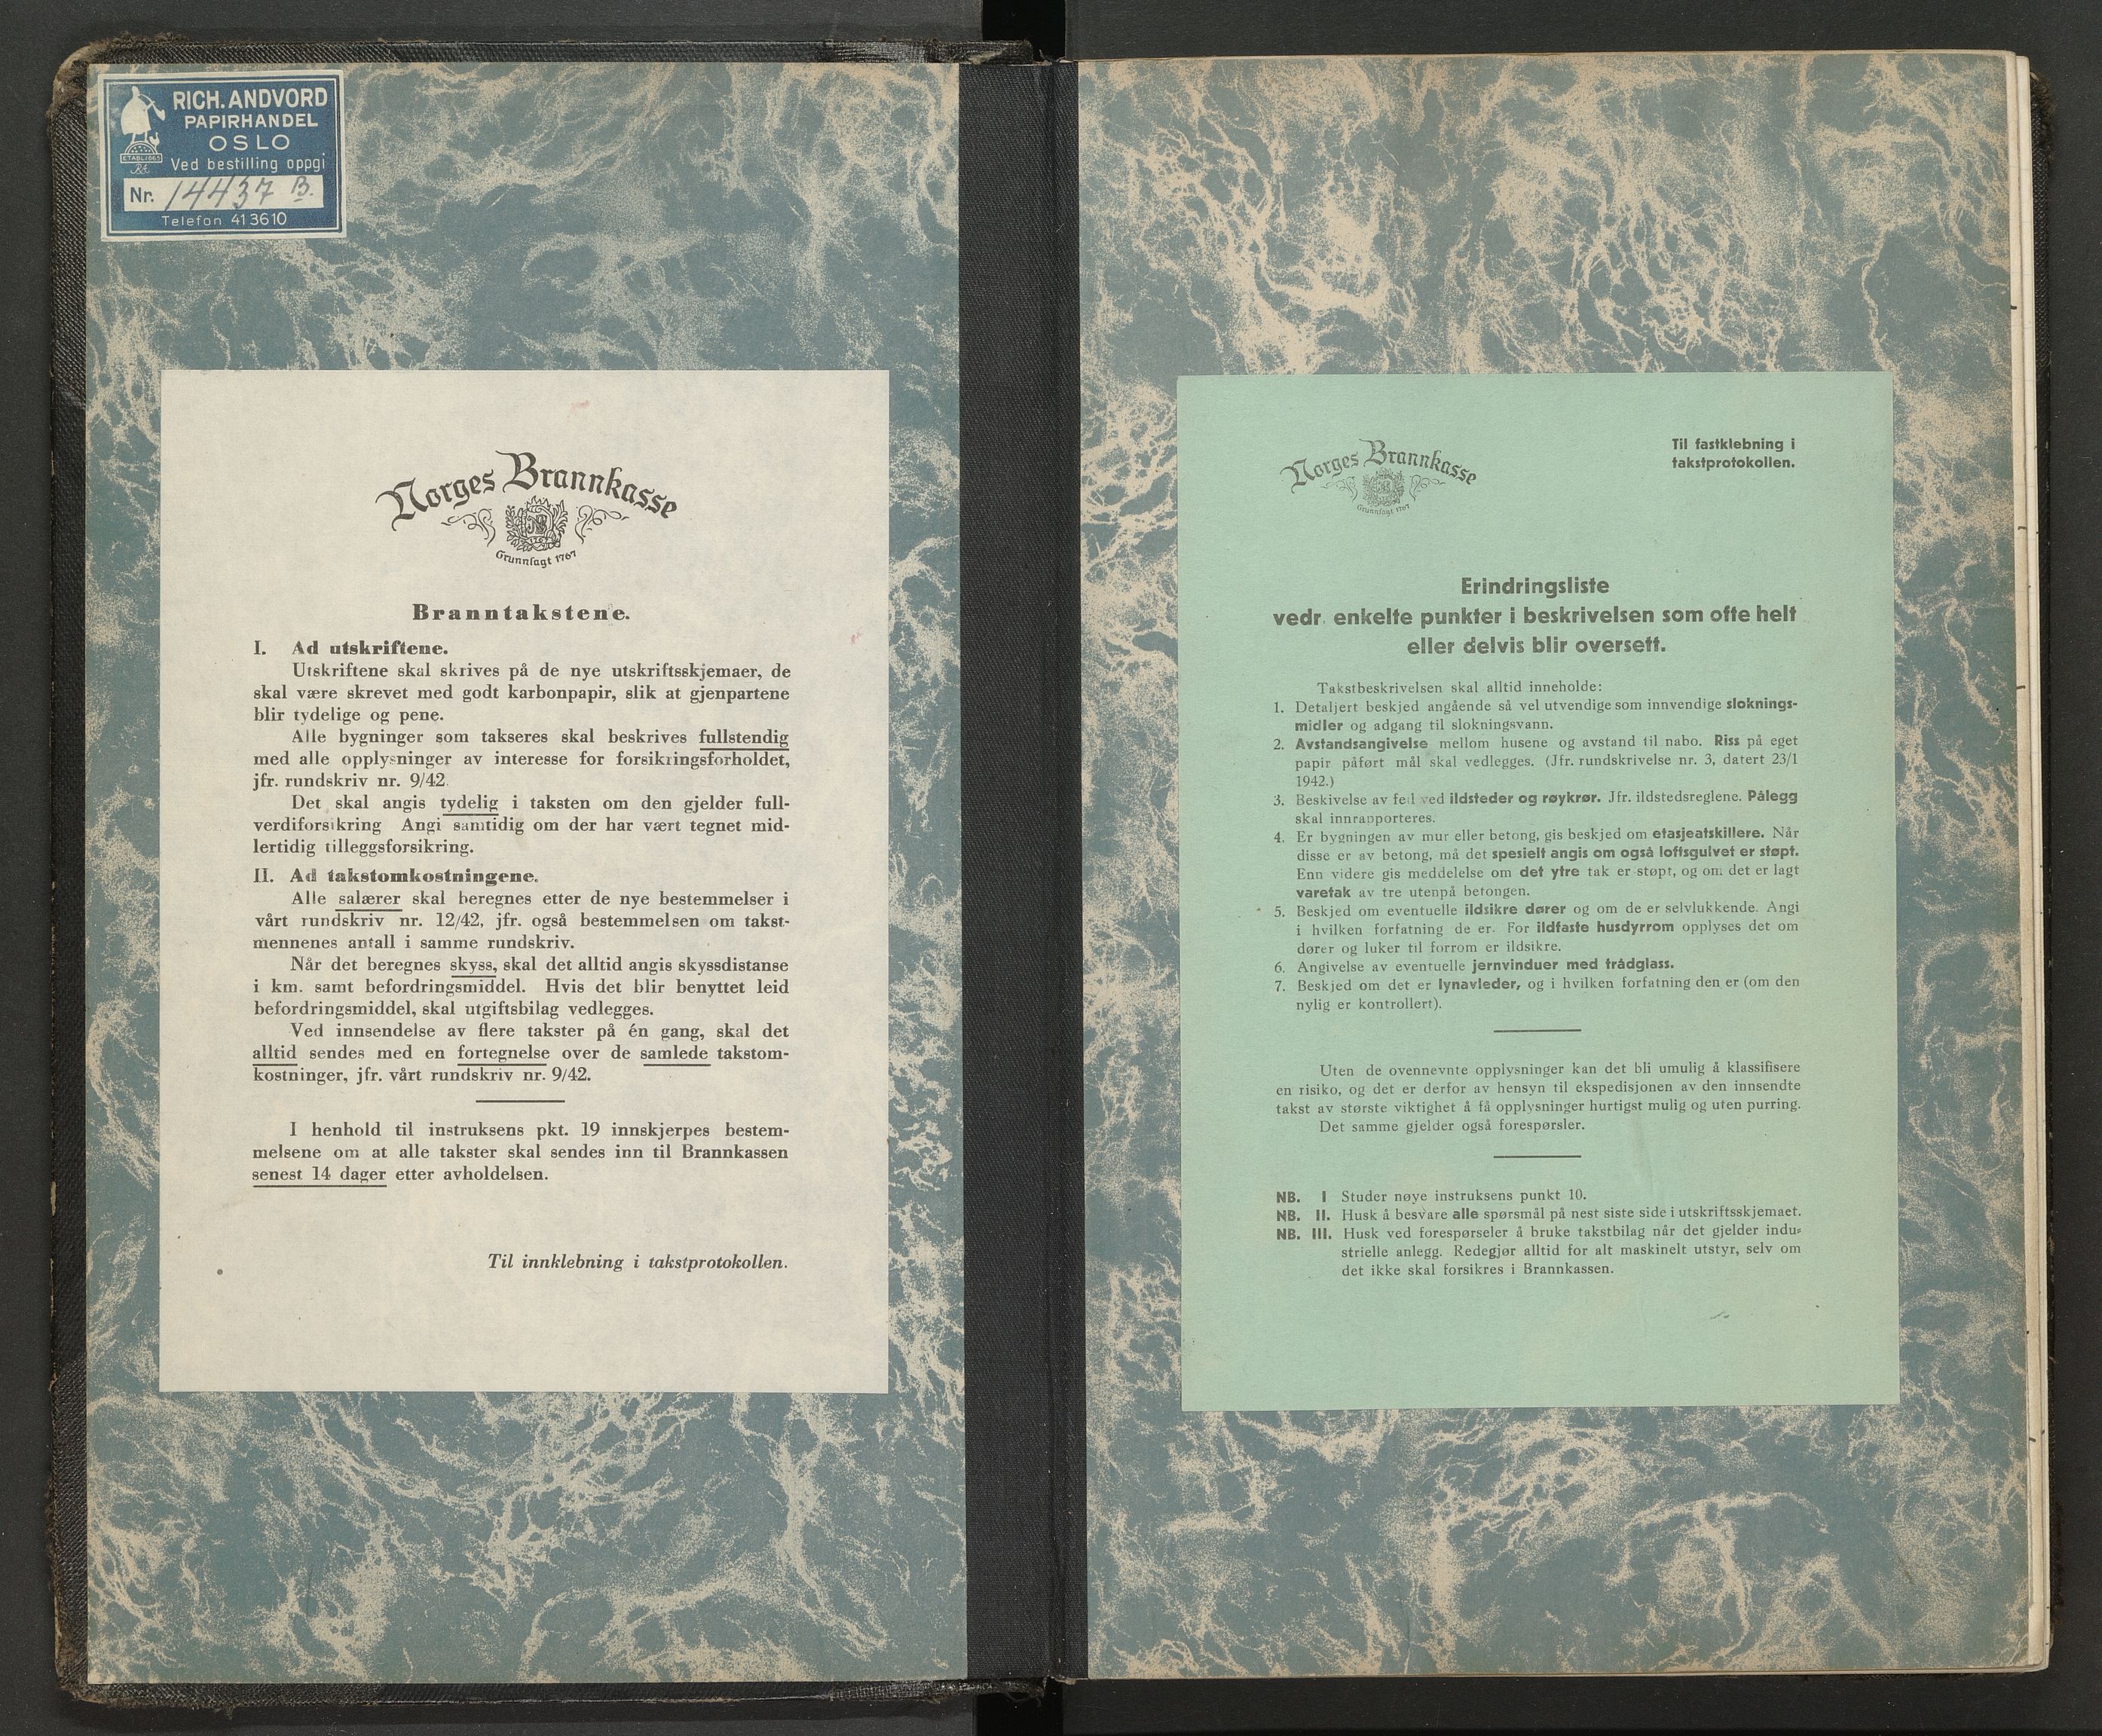 RICH. ANDVORD
PAPIRHANDEL
OSLO
ETABL. 1865
RA
Ved bestilling oppgi
Nr. 14437 B.
Telefon 413610
Norges Brannkasse
Grunnlagt 1767
Branntakstene.
I. Ad utskriftene.
Utskriftene skal skrives på de nye utskriftsskjemaer, de
skal være skrevet med godt karbonpapir, slik at gjenpartene
blir tydelige og pene.
Alle bygninger som takseres skal beskrives fullstendig
med alle opplysninger av interesse for forsikringsforholdet,
jfr. rundskriv nr. 9/42.
Det skal angis tydelig i taksten om den gjelder full-
verdiforsikring Angi samtidig om der har vært tegnet mid-
lertidig tilleggsforsikring.
II. Ad takstomkostningene.
Alle salærer skal beregnes etter de nye bestemmelser i
vårt rundskriv nr. 12/42, jfr. også bestemmelsen om takst-
mennenes antall i samme rundskriv.
Når det beregnes skyss, skal det alltid angis skyssdistanse
i km. samt befordringsmiddel. Hvis det blir benyttet leid
befordringsmiddel, skal utgiftsbilag vedlegges.
Ved innsendelse av flere takster på én gang, skal det
alltid sendes med en fortegnelse over de samlede takstom-
kostninger, jfr. vårt rundskriv nr. 9/42.
I henhold til instruksens pkt. 19 innskjerpes bestem-
melsene om at alle takster skal sendes inn til Brannkassen
senest 14 dager etter avholdelsen.
Til innklebning i takstprotokollen.
Norges Brannkasse
Grunnlagt 1767
Til fastklebning i
takstprotokollen.
Erindringsliste
vedr. enkelte punkter i beskrivelsen som ofte helt
eller delvis blir oversett.
Takstbeskrivelsen skal alltid inneholde:
1. Detaljert beskjed angående så vel utvendige som innvendige sloknings-
midler og adgang til slokningsvann.
2. Avstandsangivelse mellom husene og avstand til nabo. Riss på eget
papir påført mål skal vedlegges. (Jfr. rundskrivelse nr. 3, datert 23/1
1942.)
3. Beskivelse av feil ved ildsteder og røykrør. Jfr. ildstedsreglene. Pålegg
skal innrapporteres.
4. Er bygningen av mur eller betong, gis beskjed om etasjeatskillere. Når
disse er av betong, må det spesielt angis om også loftsgulvet er støpt.
Enn videre gis meddelelse om det ytre tak er støpt, og om det er lagt
varetak av tre utenpå betongen.
5. Beskjed om eventuelle ildsikre dører og om de er selvlukkende. Angi
i hvilken forfatning de er. For ildfaste husdyrrom opplyses det om
dører og luker til forrom er ildsikre.
6. Angivelse av eventuelle jernvinduer med trådglass.
7. Beskjed om det er lynavleder, og i hvilken forfatning den er (om den
nylig er kontrollert).
Uten de ovennevnte opplysninger kan det bli umulig å klassifisere
en risiko, og det er derfor av hensyn til ekspedisjonen av den innsendte
takst av største viktighet å få opplysninger hurtigst mulig og uten purring.
Det samme gjelder også forespørsler.
NB. I Studer nøye instruksens punkt 10.
NB. II. Husk å besvare alle spørsmål på nest siste side i utskriftsskjemaet.
NB. III. Husk ved forespørseler å bruke takstbilag når det gjelder indu-
strielle anlegg. Redegjør alltid for alt maskinelt utstyr, selv om
det ikke skal forsikres i Brannkassen.